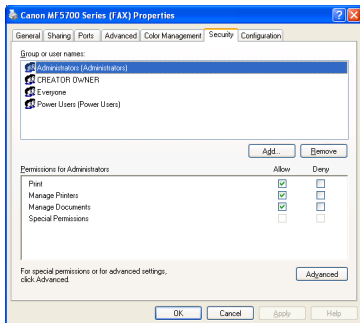 Canon MF5700 Series (FAX) Properties
General Sharing Ports Advanced Color Management Security Configuration
Group or user names:
Administrators (Administrators)
CREATOR OWNER
Everyone
Power Users (Power Users)
Add... Remove
Permissions for Administrators Allow Deny
Print
Manage Printers
Manage Documents
Special Permissions
For special permissions or for advanced settings,
click Advanced.
Advanced
OK Cancel Apply Help